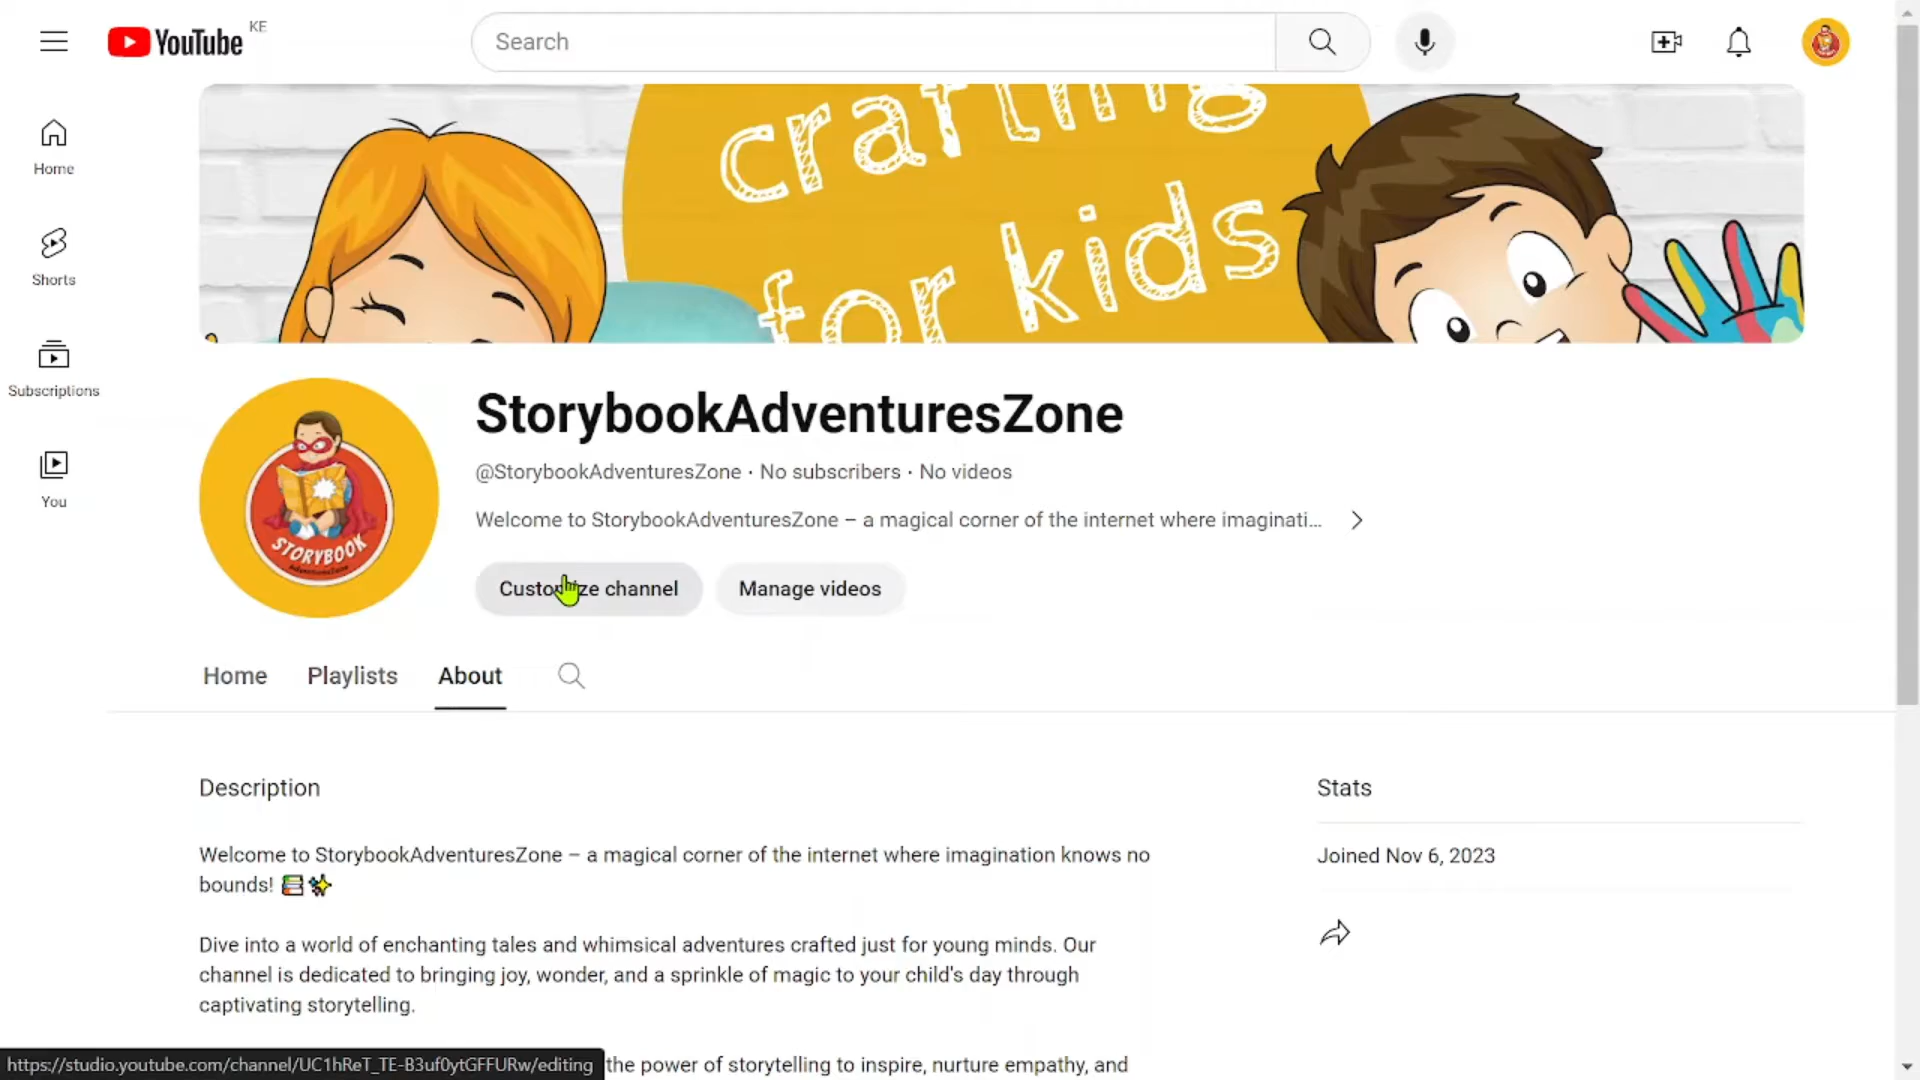 YouTube KE
Search
Home
Shorts
Subscriptions
You
crafting
for kids
STORYBOOK
StorybookAdventuresZone
@StorybookAdventuresZone · No subscribers · No videos
Welcome to StorybookAdventuresZone – a magical corner of the internet where imaginati...
Customize channel
Manage videos
Home
Playlists
About
Description
Welcome to StorybookAdventuresZone – a magical corner of the internet where imagination knows no
bounds! 📚✨
Dive into a world of enchanting tales and whimsical adventures crafted just for young minds. Our
channel is dedicated to bringing joy, wonder, and a sprinkle of magic to your child's day through
captivating storytelling.
the power of storytelling to inspire, nurture empathy, and
Stats
Joined Nov 6, 2023
https://studio.youtube.com/channel/UC1hReT_TE-B3uf0ytGFFURw/editing